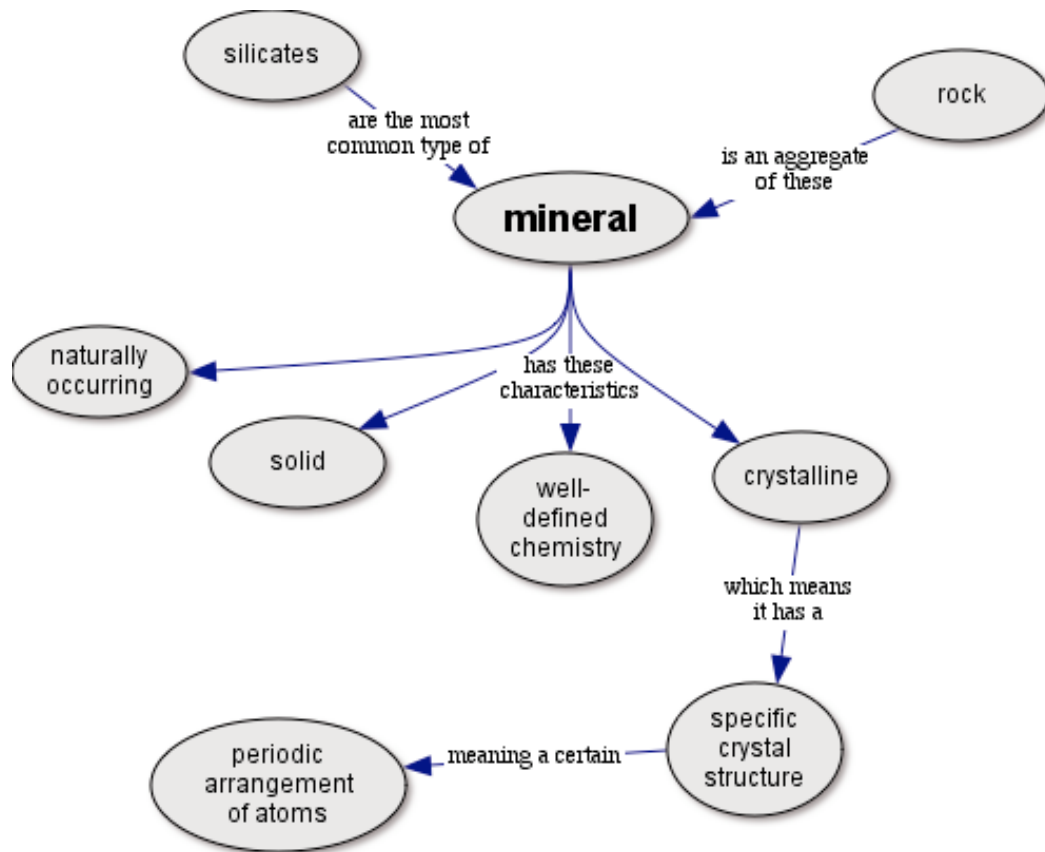 silicates
rock
are the most
common type of
is an aggregate
of these
mineral
naturally
occurring
has these
characteristics
solid
well-
defined
chemistry
crystalline
which means
it has a
specific
crystal
structure
meaning a certain
periodic
arrangement
of atoms